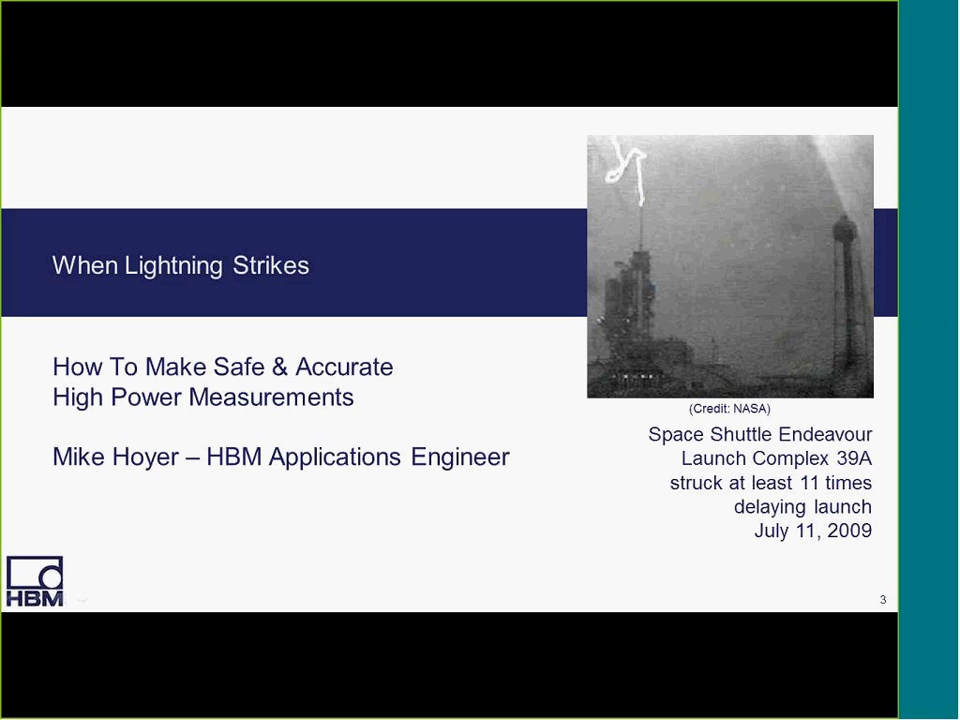 When Lightning Strikes
How To Make Safe & Accurate
High Power Measurements
Mike Hoyer – HBM Applications Engineer
(Credit: NASA)
Space Shuttle Endeavour
Launch Complex 39A
struck at least 11 times
delaying launch
July 11, 2009
HBM
3